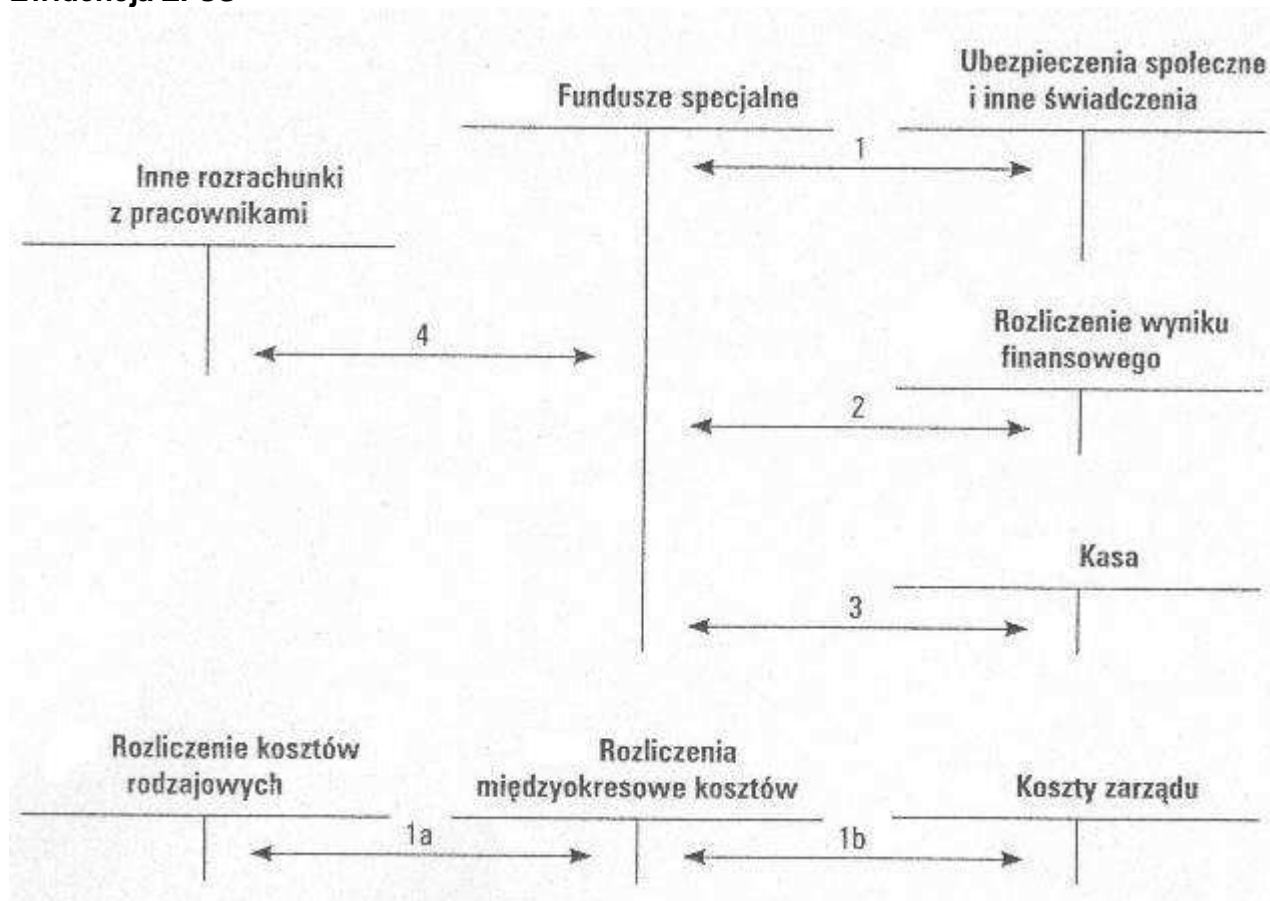 Ubezpieczenia społeczne
i inne świadczenia
Fundusze specjalne
1
Inne rozrachunki
z pracownikami
4
Rozliczenie wyniku
finansowego
2
Kasa
3
Rozliczenie kosztów
rodzajowych
Rozliczenia
międzyokresowe kosztów
Koszty zarządu
1a
1b